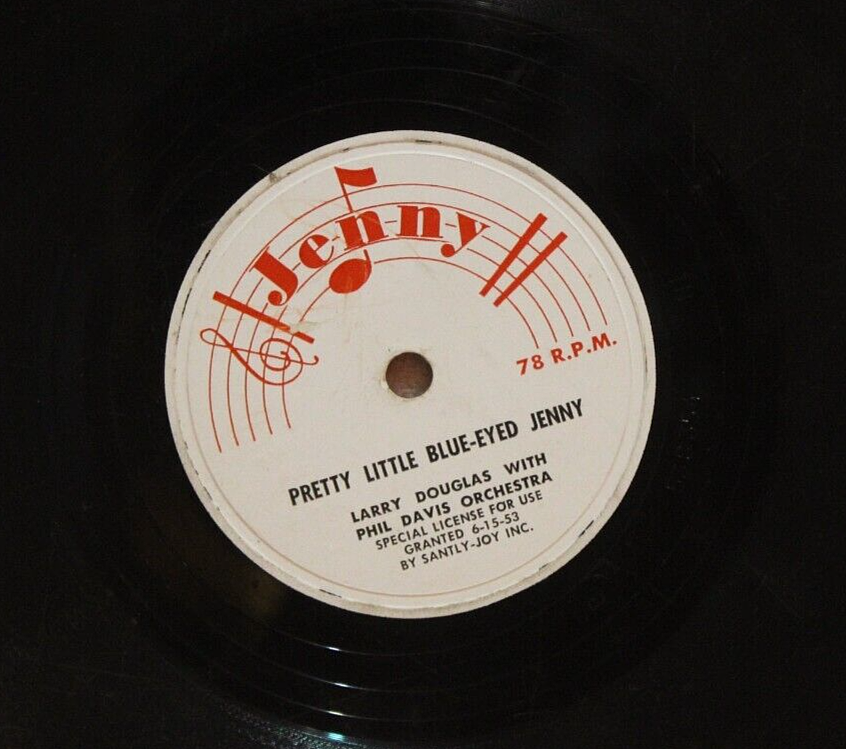 Jenny
78 R.P.M.
PRETTY LITTLE BLUE-EYED JENNY
LARRY DOUGLAS WITH
PHIL DAVIS ORCHESTRA
SPECIAL LICENSE FOR USE
GRANTED 6-15-53
BY SANTLY-JOY INC.